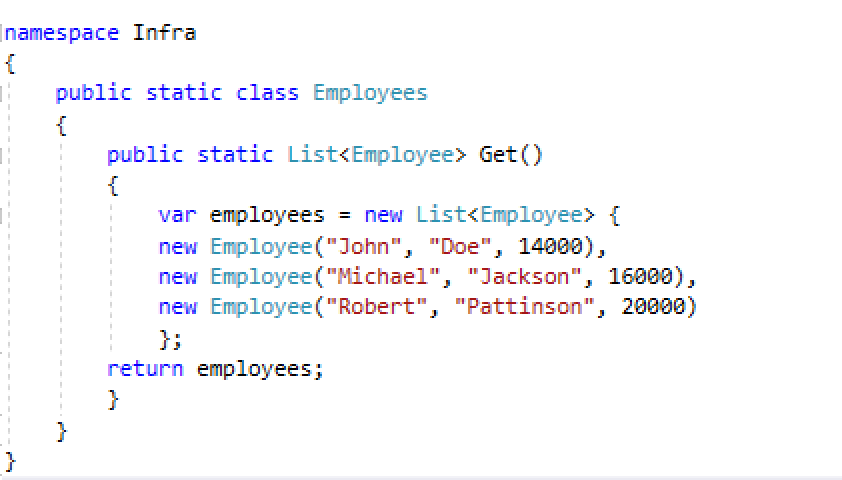 namespace Infra
{
    public static class Employees
    {
        public static List<Employee> Get()
        {
            var employees = new List<Employee> {
            new Employee("John", "Doe", 14000),
            new Employee("Michael", "Jackson", 16000),
            new Employee("Robert", "Pattinson", 20000)
            };
        return employees;
        }
    }
}